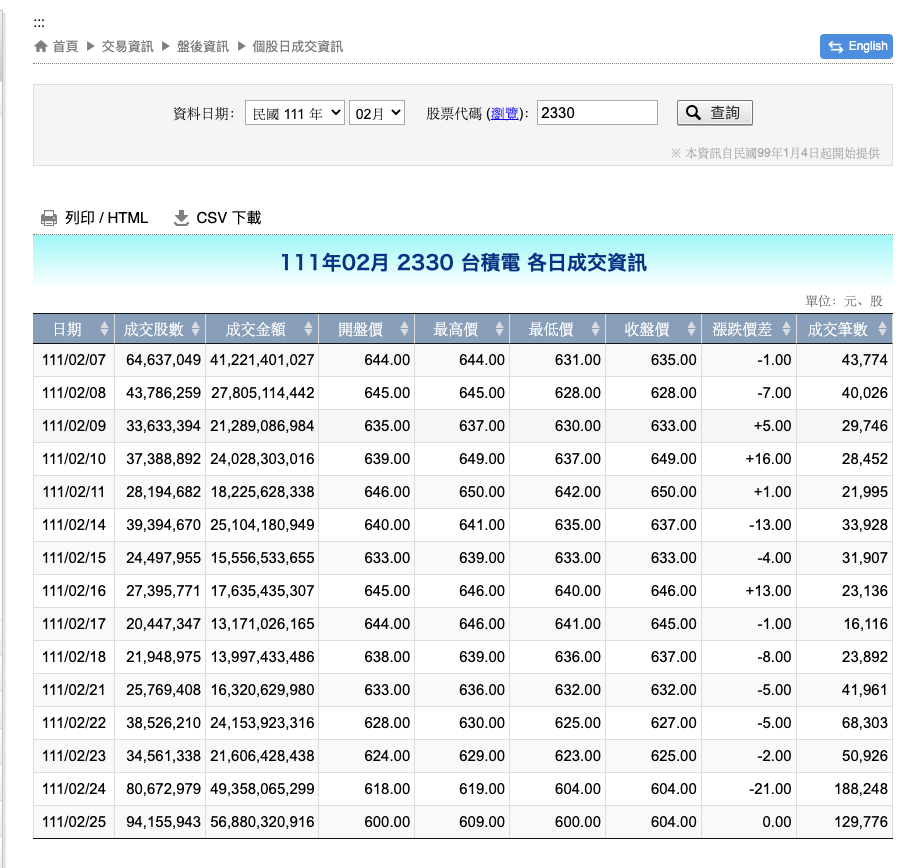 :::
首頁 ▶ 交易資訊 ▶ 盤後資訊 ▶ 個股日成交資訊 English
資料日期： 民國 111 年 02月 股票代碼 (瀏覽)： 2330 查詢
※ 本資訊自民國99年1月4日起開始提供
列印 / HTML CSV 下載
111年02月 2330 台積電 各日成交資訊
單位：元、股
日期 成交股數 成交金額 開盤價 最高價 最低價 收盤價 漲跌價差 成交筆數
111/02/07 64,637,049 41,221,401,027 644.00 644.00 631.00 635.00 -1.00 43,774
111/02/08 43,786,259 27,805,114,442 645.00 645.00 628.00 628.00 -7.00 40,026
111/02/09 33,633,394 21,289,086,984 635.00 637.00 630.00 633.00 +5.00 29,746
111/02/10 37,388,892 24,028,303,016 639.00 649.00 637.00 649.00 +16.00 28,452
111/02/11 28,194,682 18,225,628,338 646.00 650.00 642.00 650.00 +1.00 21,995
111/02/14 39,394,670 25,104,180,949 640.00 641.00 635.00 637.00 -13.00 33,928
111/02/15 24,497,955 15,556,533,655 633.00 639.00 633.00 633.00 -4.00 31,907
111/02/16 27,395,771 17,635,435,307 645.00 646.00 640.00 646.00 +13.00 23,136
111/02/17 20,447,347 13,171,026,165 644.00 646.00 641.00 645.00 -1.00 16,116
111/02/18 21,948,975 13,997,433,486 638.00 639.00 636.00 637.00 -8.00 23,892
111/02/21 25,769,408 16,320,629,980 633.00 636.00 632.00 632.00 -5.00 41,961
111/02/22 38,526,210 24,153,923,316 628.00 630.00 625.00 627.00 -5.00 68,303
111/02/23 34,561,338 21,606,428,438 624.00 629.00 623.00 625.00 -2.00 50,926
111/02/24 80,672,979 49,358,065,299 618.00 619.00 604.00 604.00 -21.00 188,248
111/02/25 94,155,943 56,880,320,916 600.00 609.00 600.00 604.00 0.00 129,776